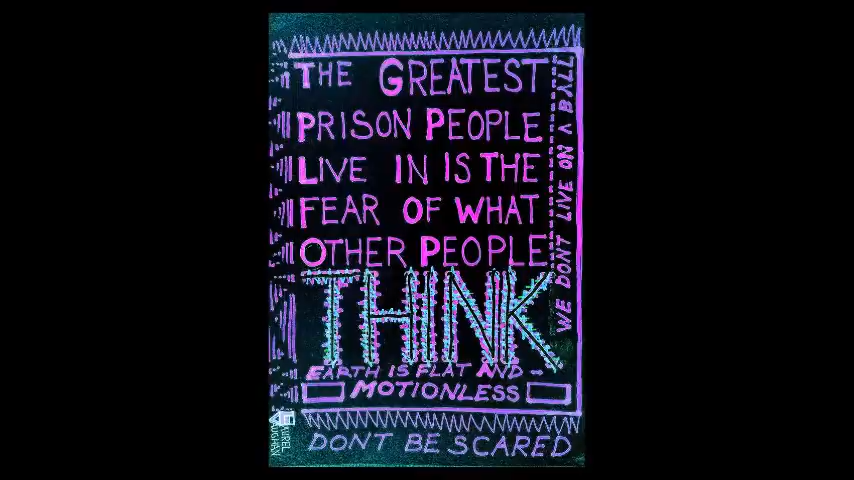 THE GREATEST
PRISON PEOPLE
LIVE IN IS THE
FEAR OF WHAT
OTHER PEOPLE
THINK
EARTH IS FLAT AND -
MOTIONLESS
DONT BE SCARED
WE DONT LIVE ON A BALL